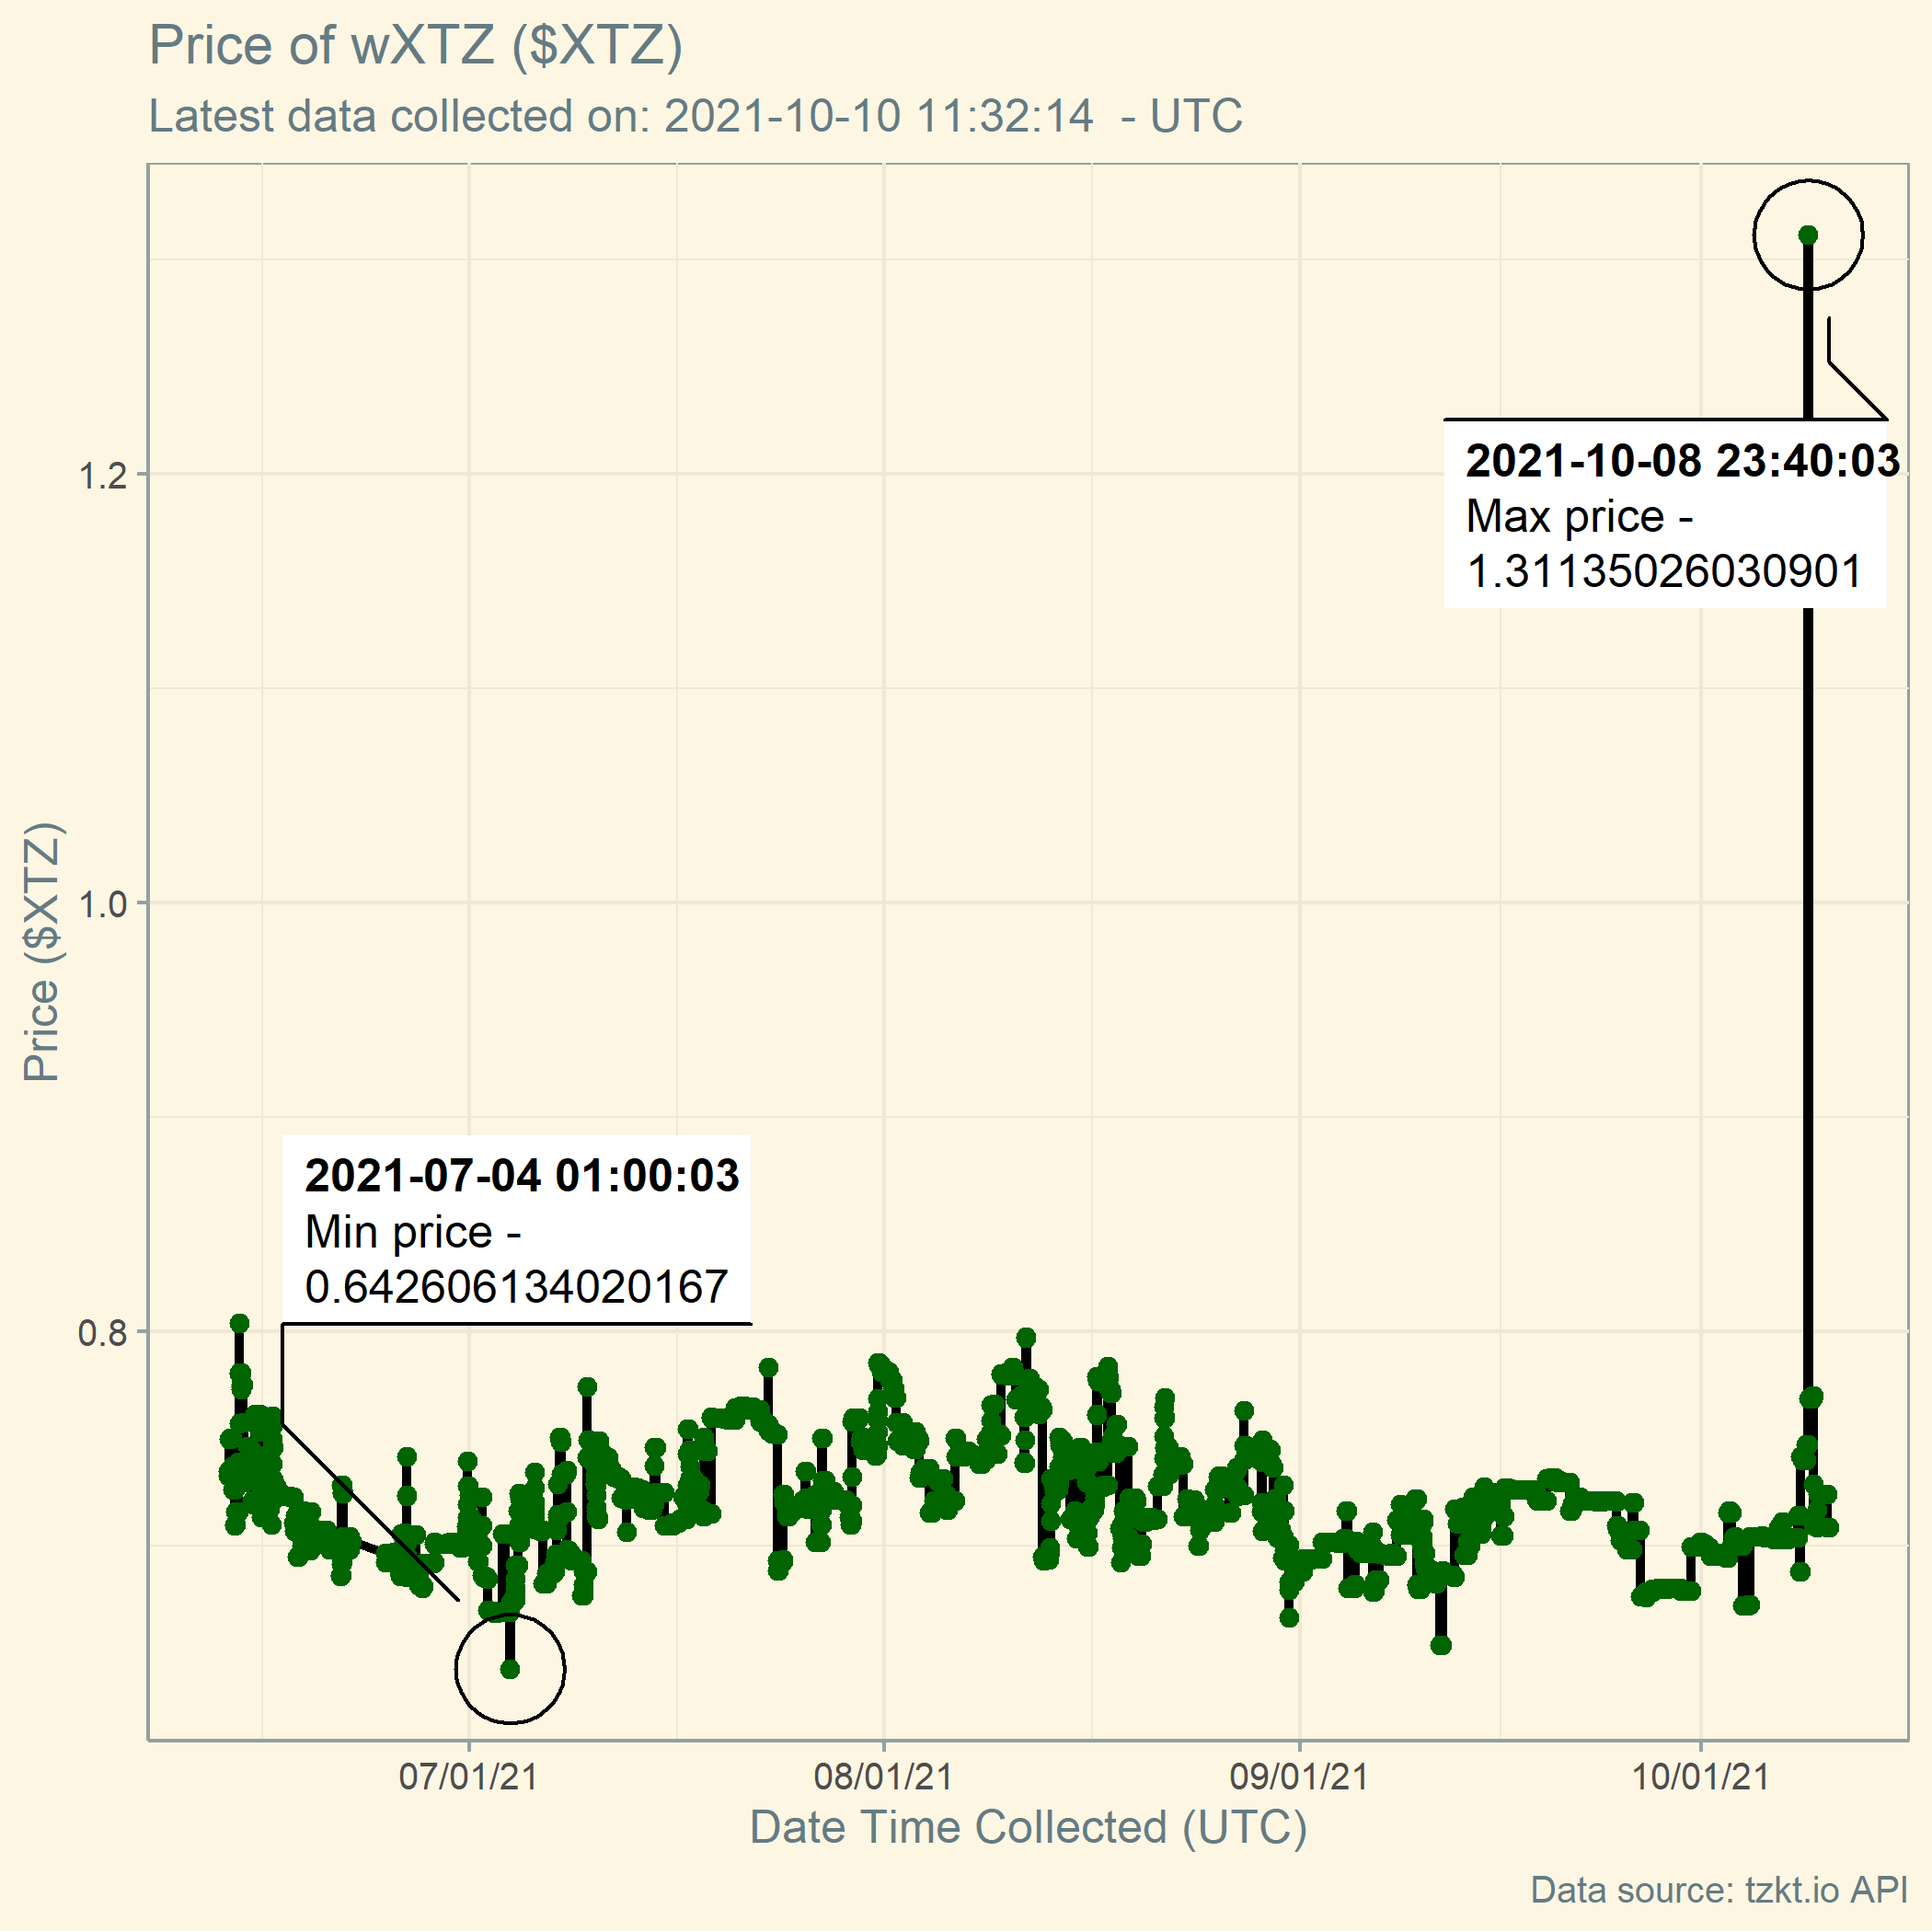 Price of wXTZ ($XTZ)
Latest data collected on: 2021-10-10 11:32:14  - UTC
Price ($XTZ)
1.2
1.0
0.8
2021-10-08 23:40:03
Max price -
1.31135026030901
2021-07-04 01:00:03
Min price -
0.642606134020167
07/01/21
08/01/21
09/01/21
10/01/21
Date Time Collected (UTC)
Data source: tzkt.io API